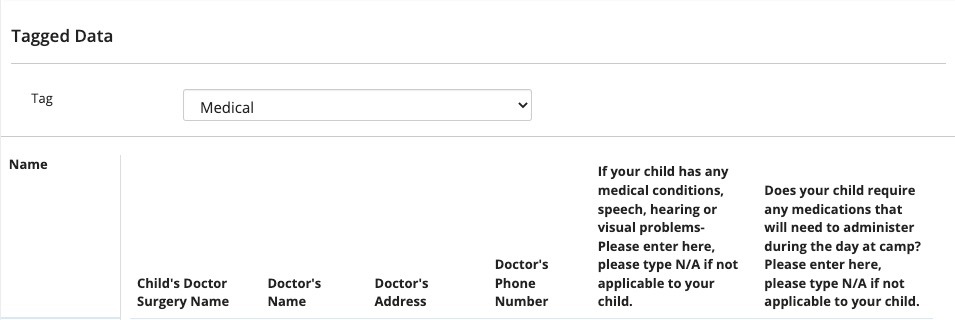 Tagged Data
Tag
Medical
Name
Child's Doctor
Surgery Name
Doctor's
Name
Doctor's
Address
Doctor's
Phone
Number
If your child has any
medical conditions,
speech, hearing or
visual problems-
Please enter here,
please type N/A if not
applicable to your
child.
Does your child require
any medications that
will need to administer
during the day at camp?
Please enter here,
please type N/A if not
applicable to your child.